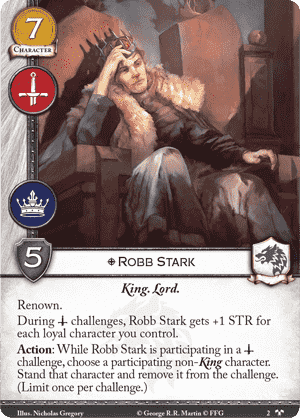 7
CHARACTER
5
ROBB STARK
King. Lord.
Renown.
During challenges, Robb Stark gets +1 STR for
each loyal character you control.
Action: While Robb Stark is participating in a
challenge, choose a participating non-King character.
Stand that character and remove it from the challenge.
(Limit once per challenge.)
Illus. Nicholas Gregory
© George R.R. Martin © FFG
2